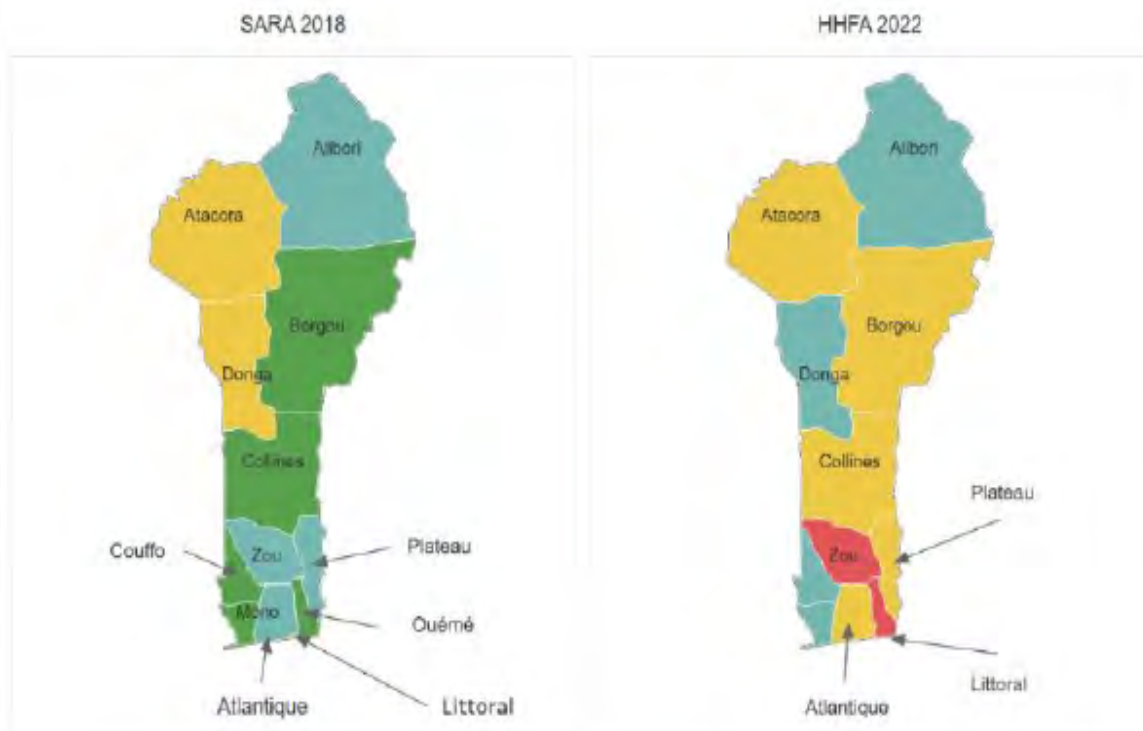 SARA 2018
Alibori
Atacora
Borgou
Donga
Collines
Couffo
Zou
Plateau
Mono
Ouémé
Atlantique
Littoral
HHFA 2022
Alibori
Atacora
Borgou
Donga
Collines
Plateau
Zou
Littoral
Atlantique